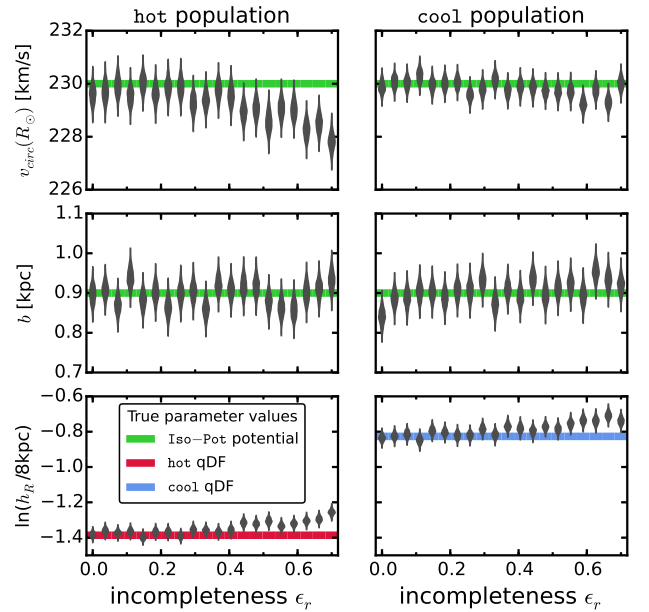 hot population cool population
232
230
228
226
v_circ(R_⊙) [km/s]
1.1
1.0
0.9
0.8
0.7
b [kpc]
−0.6
−0.8
−1.0
−1.2
−1.4
ln(h_R/8kpc)
True parameter values
Iso−Pot potential
hot qDF
cool qDF
0.0 0.2 0.4 0.6 0.0 0.2 0.4 0.6
incompleteness ϵ_r incompleteness ϵ_r